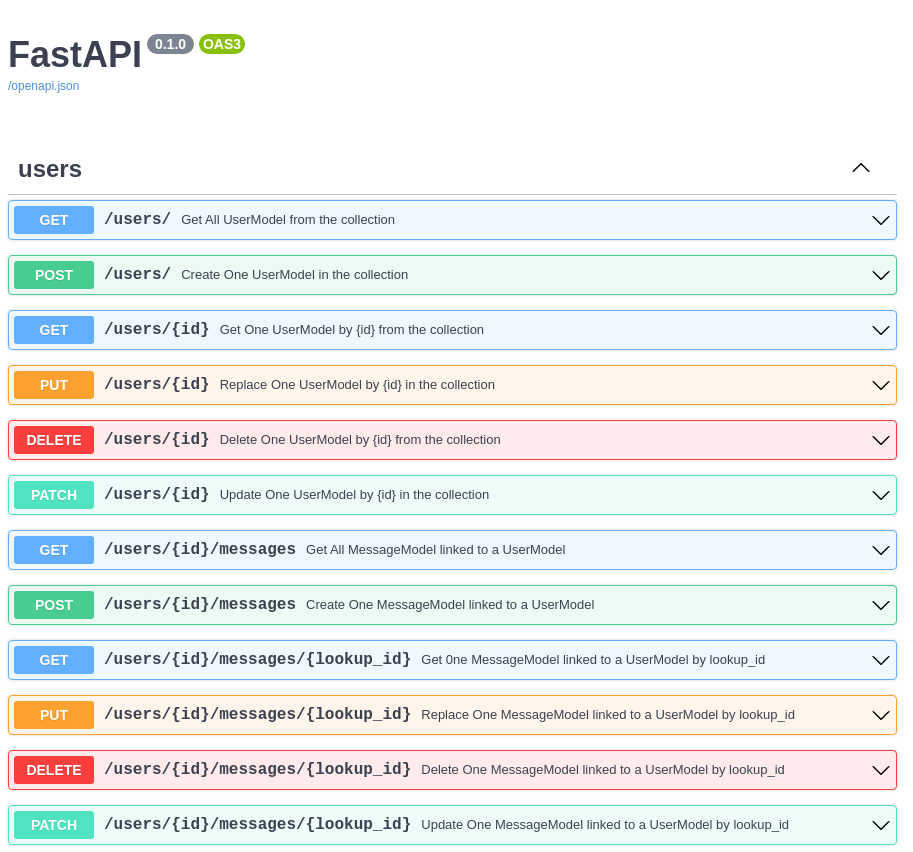 FastAPI 0.1.0 OAS3
/openapi.json
users
GET /users/ Get All UserModel from the collection
POST /users/ Create One UserModel in the collection
GET /users/{id} Get One UserModel by {id} from the collection
PUT /users/{id} Replace One UserModel by {id} in the collection
DELETE /users/{id} Delete One UserModel by {id} from the collection
PATCH /users/{id} Update One UserModel by {id} in the collection
GET /users/{id}/messages Get All MessageModel linked to a UserModel
POST /users/{id}/messages Create One MessageModel linked to a UserModel
GET /users/{id}/messages/{lookup_id} Get 0ne MessageModel linked to a UserModel by lookup_id
PUT /users/{id}/messages/{lookup_id} Replace One MessageModel linked to a UserModel by lookup_id
DELETE /users/{id}/messages/{lookup_id} Delete One MessageModel linked to a UserModel by lookup_id
PATCH /users/{id}/messages/{lookup_id} Update One MessageModel linked to a UserModel by lookup_id